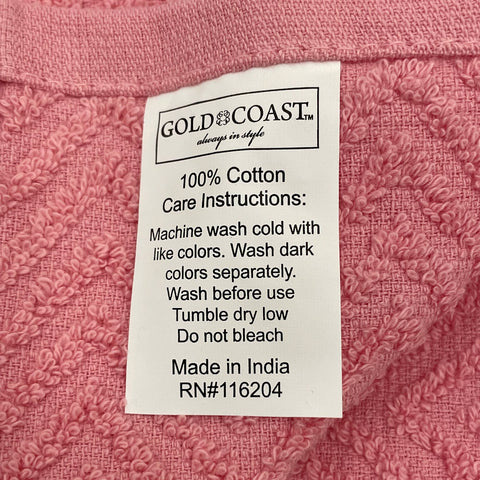 GOLD COAST™
always in style
100% Cotton
Care Instructions:
Machine wash cold with
like colors. Wash dark
colors separately.
Wash before use
Tumble dry low
Do not bleach
Made in India
RN#116204